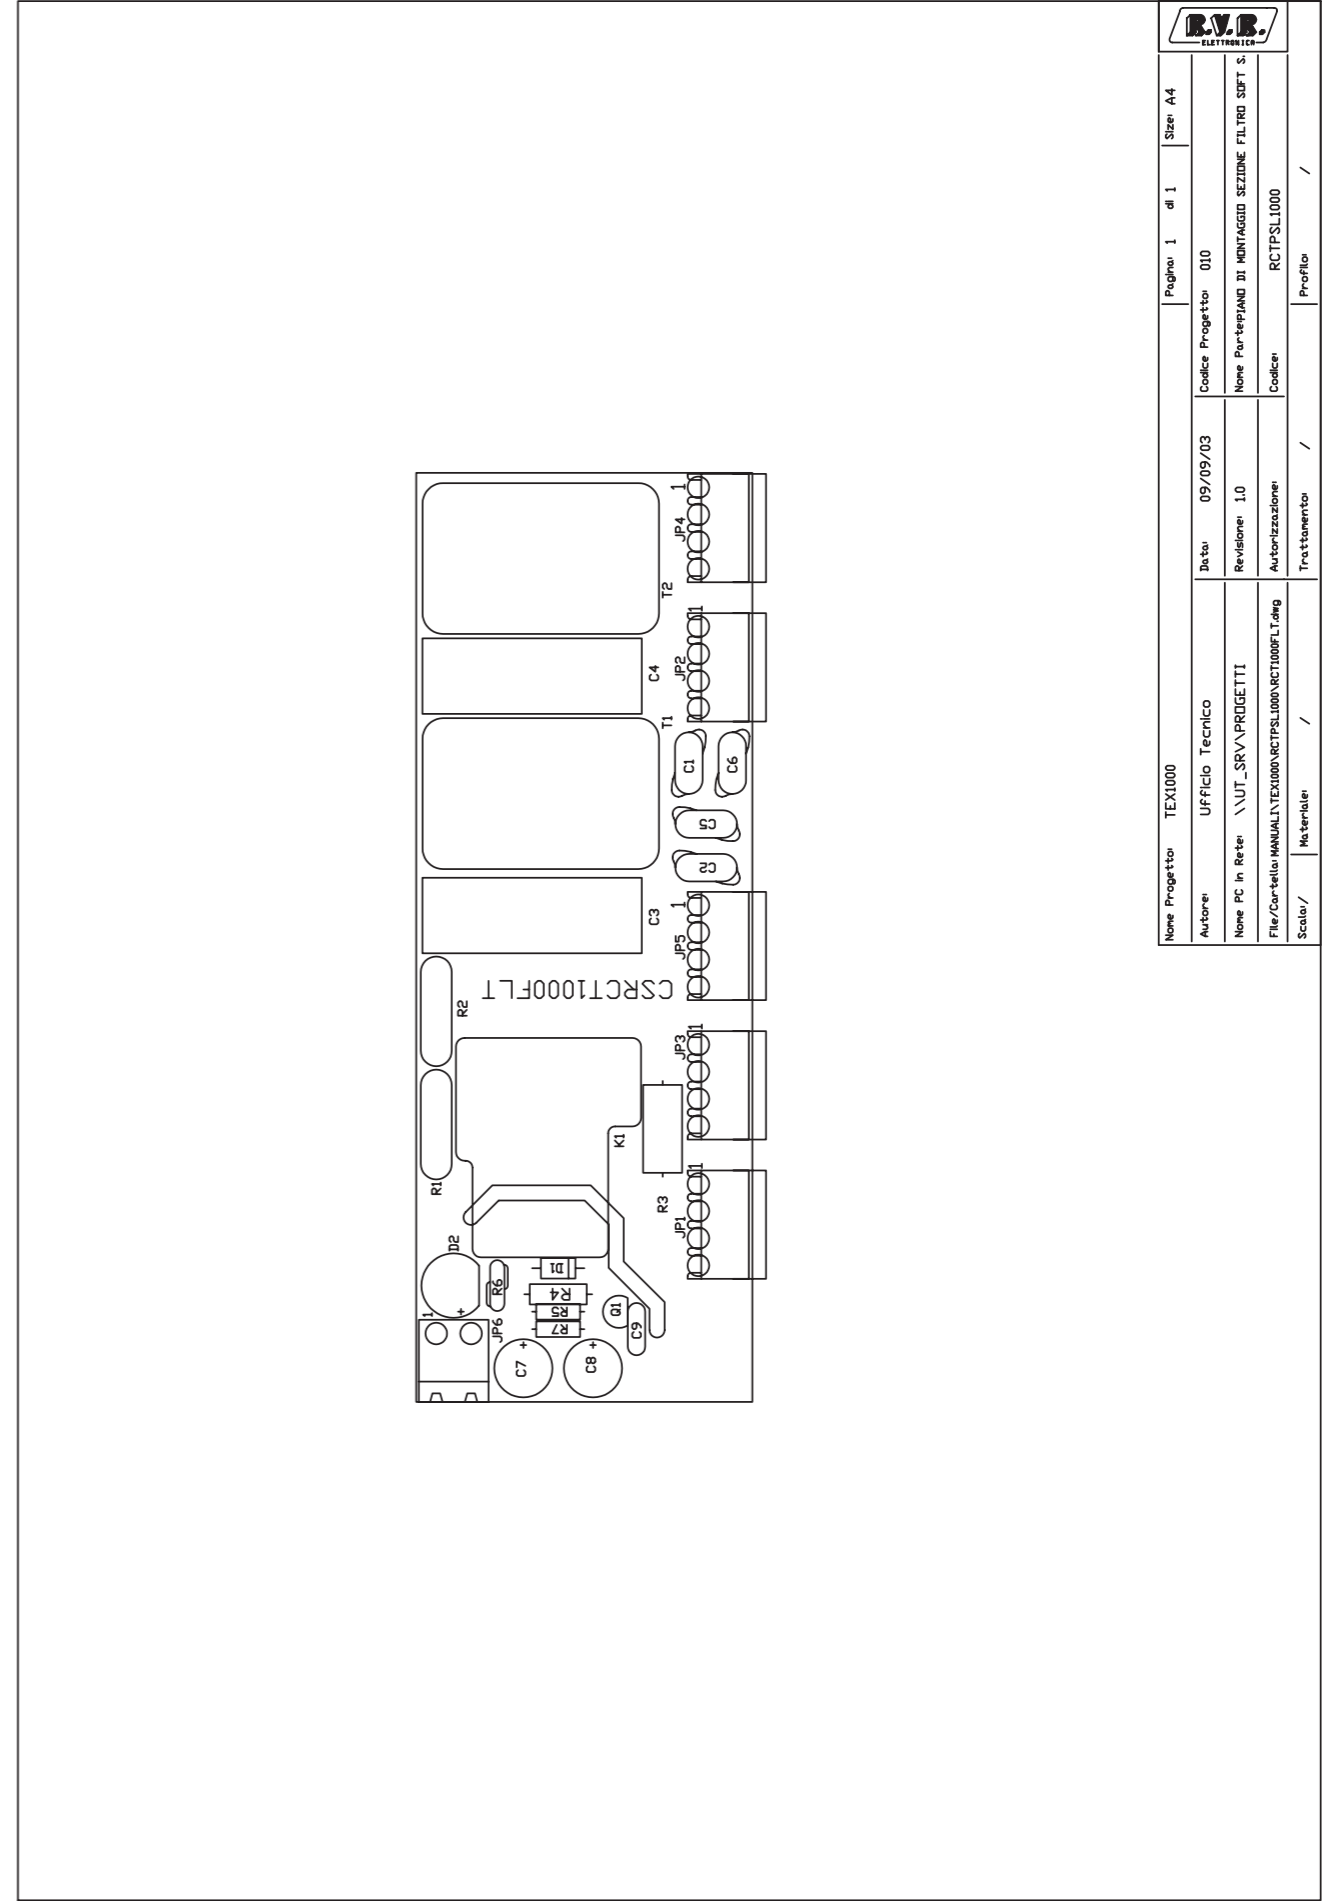 R.V.R.
ELETTRONICA
Nome Progetto: TEX1000
Pagina: 1 di 1
Size: A4
Autore: Ufficio Tecnico
Data: 09/09/03
Codice Progetto: 010
Nome PC in Rete: \\UT_SRV\PROGETTI
Revisione: 1.0
Nome Parte:PIANO DI MONTAGGIO SEZIONE FILTRO SOFT S.
File/Cartella: MANUALI\TEX1000\RCTPSL1000\RCT1000FLT.dwg
Autorizzazione:
Codice: RCTPSL1000
Scala:/
Materiale: /
Trattamento: /
Profilo: /
1
JP4
T2
1
JP2
C4
T1
C1
C6
C5
C2
C3
1
JP5
CSRCT1000FLT
R2
1
JP3
K1
R1
R3
1
JP1
D2
D1
R6
R4
R5
R7
Q1
C9
+
1
JP6
C7
+
C8
+